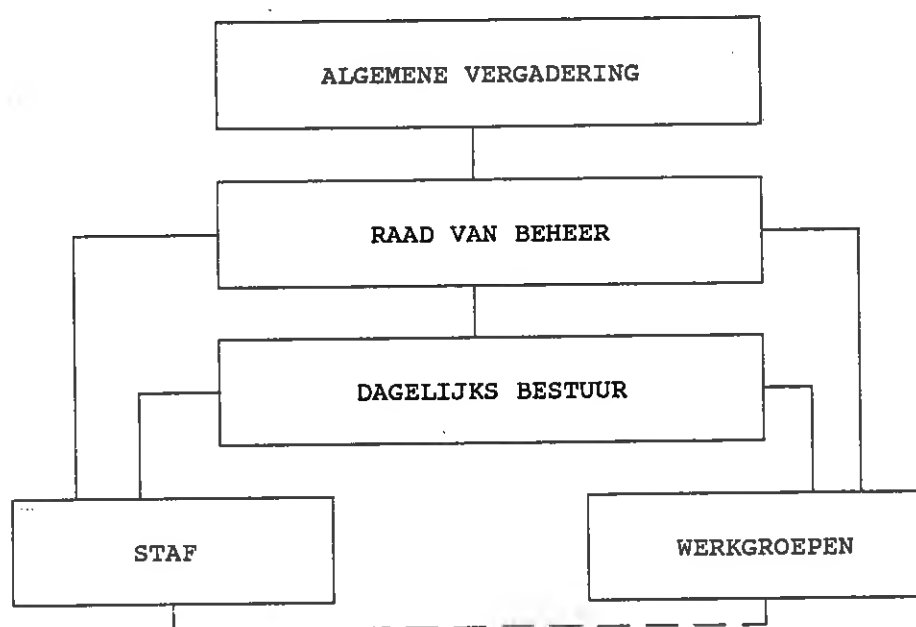 ALGEMENE VERGADERING
RAAD VAN BEHEER
DAGELIJKS BESTUUR
STAF
WERKGROEPEN